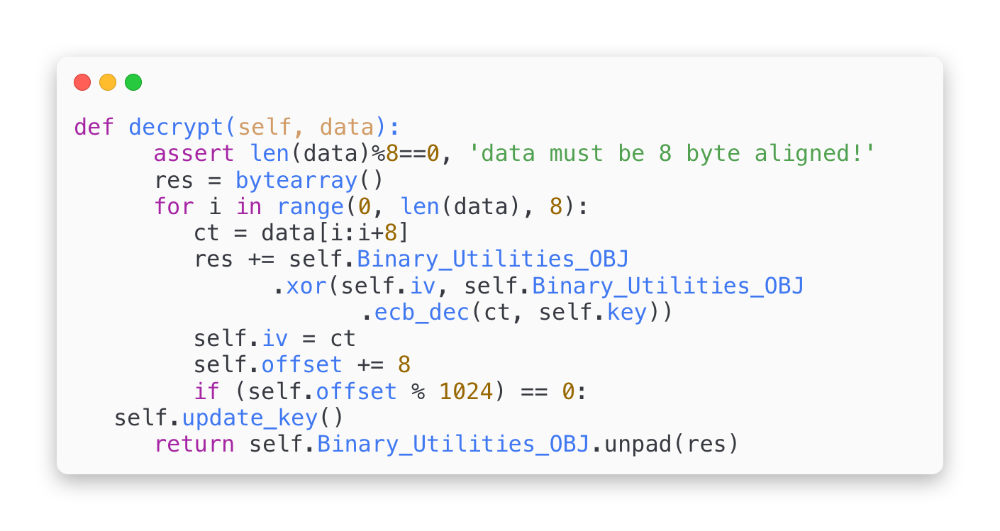 def decrypt(self, data):
assert len(data)%8==0, 'data must be 8 byte aligned!'
res = bytearray()
for i in range(0, len(data), 8):
ct = data[i:i+8]
res += self.Binary_Utilities_OBJ
.xor(self.iv, self.Binary_Utilities_OBJ
.ecb_dec(ct, self.key))
self.iv = ct
self.offset += 8
if (self.offset % 1024) == 0:
self.update_key()
return self.Binary_Utilities_OBJ.unpad(res)